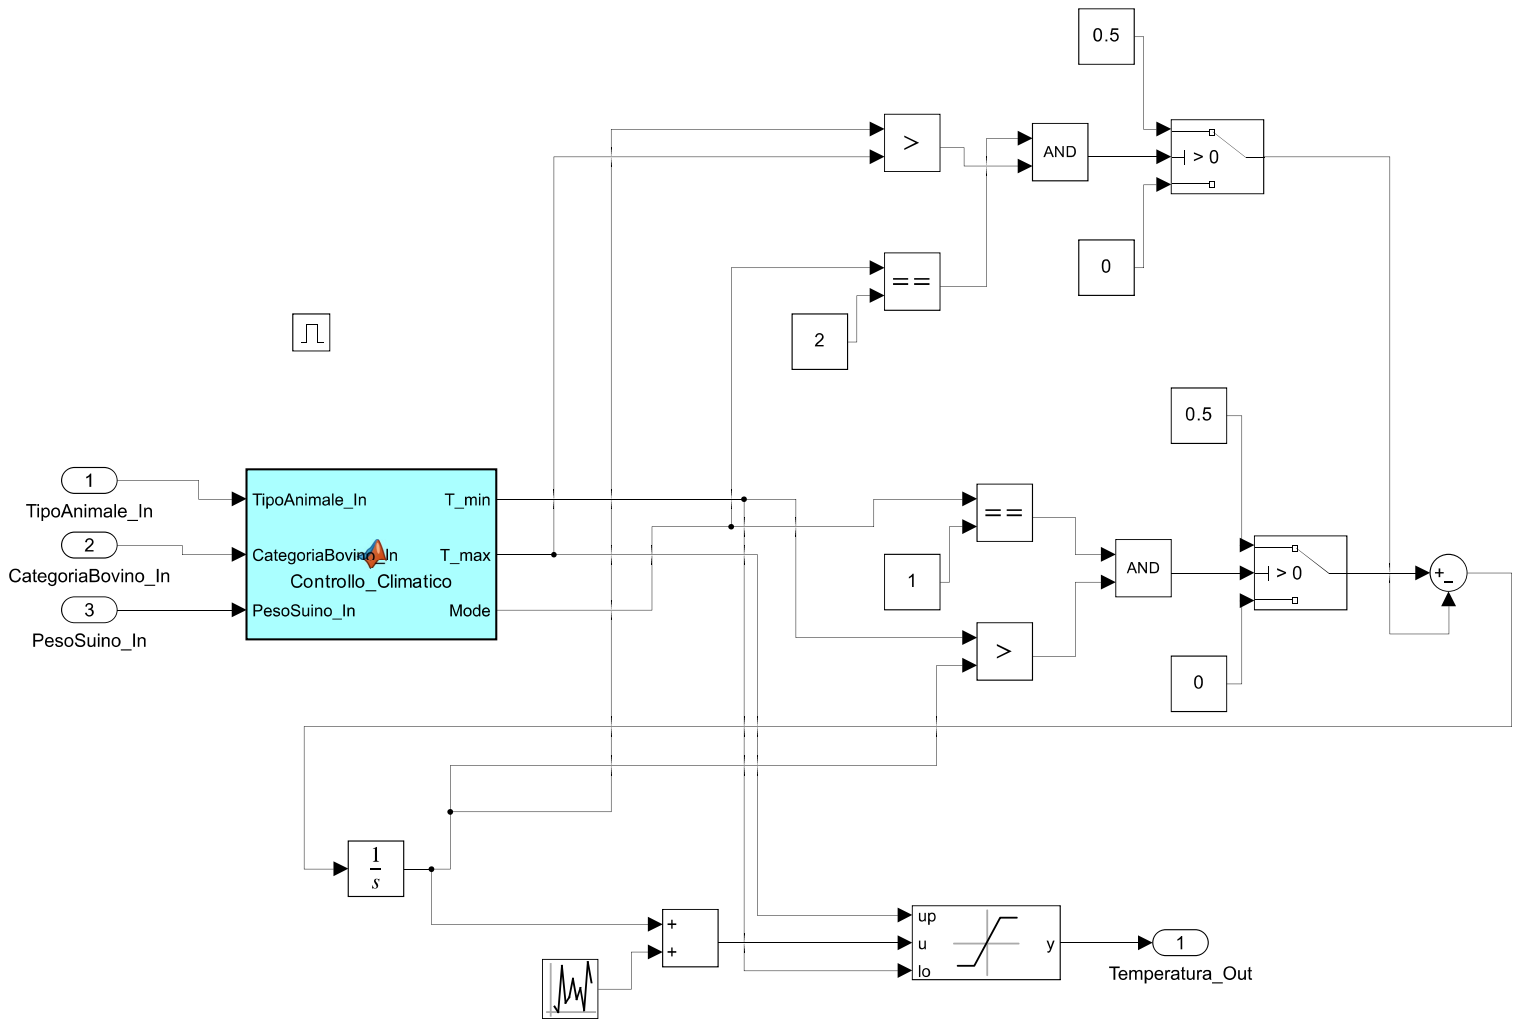 0.5
>
AND
> 0
0
==
2
0.5
1
TipoAnimale_In
2
CategoriaBovino_In
3
PesoSuino_In
TipoAnimale_In
T_min
CategoriaBovino_In
T_max
Controllo_Climatico
PesoSuino_In
Mode
==
1
AND
> 0
+
-
>
0
1
s
+
+
up
u
lo
y
1
Temperatura_Out